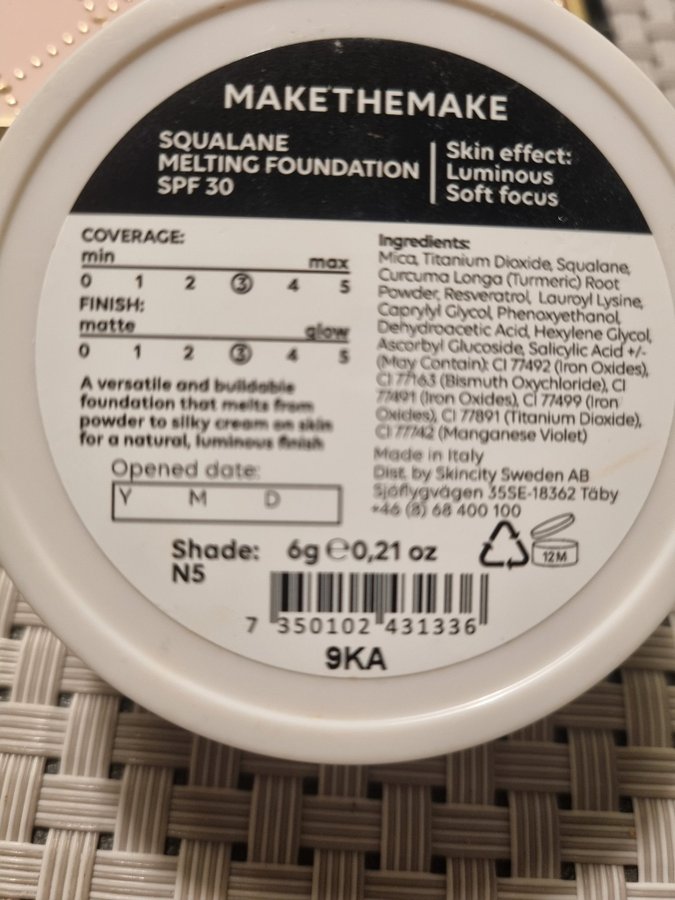 MAKETHEMAKE
SQUALANE
MELTING FOUNDATION
SPF 30
Skin effect:
Luminous
Soft focus
COVERAGE:
min max
0 1 2 3 4 5
FINISH:
matte glow
0 1 2 3 4 5
A versatile and buildable
foundation that melts from
powder to silky cream on skin
for a natural, luminous finish
Opened date:
Y M D
Ingredients:
Mica, Titanium Dioxide, Squalane,
Curcuma Longa (Turmeric) Root
Powder, Resveratrol, Lauroyl Lysine,
Caprylyl Glycol, Phenoxyethanol,
Dehydroacetic Acid, Hexylene Glycol,
Ascorbyl Glucoside, Salicylic Acid +/-
(May Contain): CI 77492 (Iron Oxides),
CI 77163 (Bismuth Oxychloride), CI
77491 (Iron Oxides), CI 77499 (Iron
Oxides), CI 77891 (Titanium Dioxide),
CI 77742 (Manganese Violet)
Made in Italy
Dist. by Skincity Sweden AB
Sjöflygvägen 35SE-18362 Täby
+46 (8) 68 400 100
Shade: 6g ℮0,21 oz
N5
12M
7 350102 431336
9KA